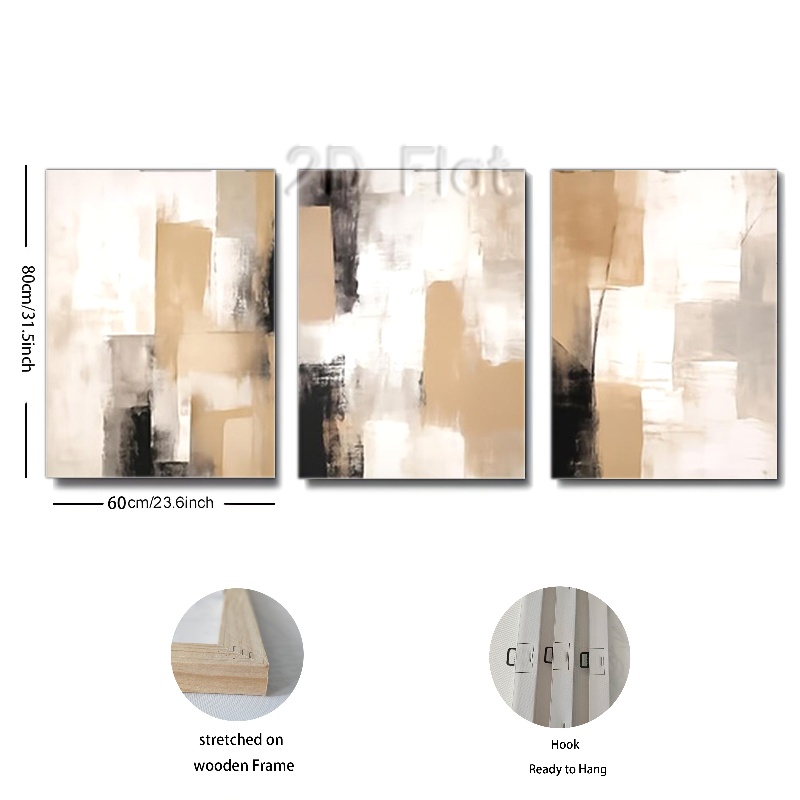 2D Flat
80cm/31.5inch
60cm/23.6inch
stretched on
wooden Frame
Hook
Ready to Hang